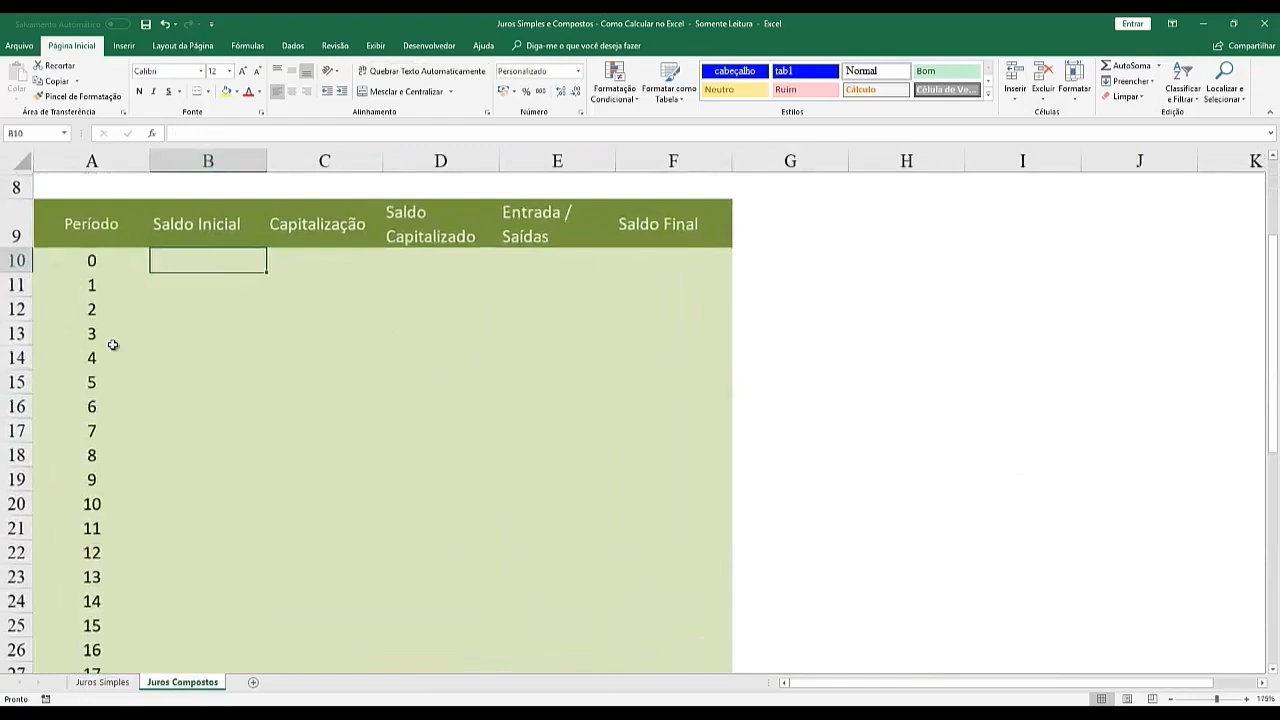 Salvamento Automático
Juros Simples e Compostos - Como Calcular no Excel - Somente Leitura - Excel
Entrar
Arquivo Página Inicial Inserir Layout da Página Fórmulas Dados Revisão Exibir Desenvolvedor Ajuda Diga-me o que você deseja fazer Compartilhar
Colar
Recortar
Copiar
Pincel de Formatação
Área de Transferência
Calibri 12
N I S
Fonte
Quebrar Texto Automaticamente
Mesclar e Centralizar
Alinhamento
Personalizado
% 000
Número
Formatação Condicional
Formatar como Tabela
cabeçalho tab1 Normal Bom
Neutro Ruim Cálculo Célula de Ve...
Estilos
Inserir Excluir Formatar
Células
AutoSoma
Preencher
Limpar
Classificar e Filtrar
Localizar e Selecionar
Edição
B10 fx
A B C D E F G H I J K
8
9 Período Saldo Inicial Capitalização Saldo Capitalizado Entrada / Saídas Saldo Final
10 0
11 1
12 2
13 3
14 4
15 5
16 6
17 7
18 8
19 9
20 10
21 11
22 12
23 13
24 14
25 15
26 16
27 17
Juros Simples Juros Compostos
Pronto
175%